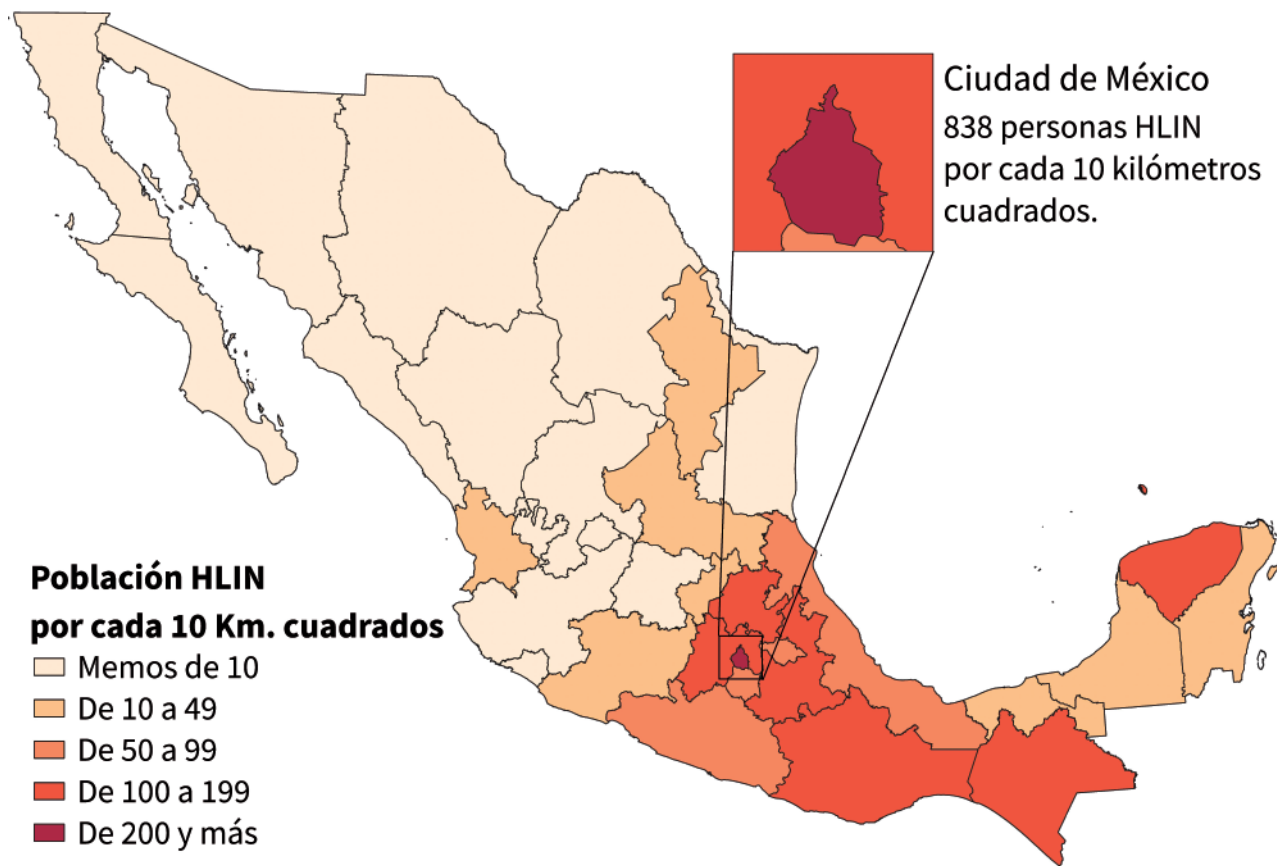 Ciudad de México
838 personas HLIN
por cada 10 kilómetros
cuadrados.
Población HLIN
por cada 10 Km. cuadrados
Memos de 10
De 10 a 49
De 50 a 99
De 100 a 199
De 200 y más